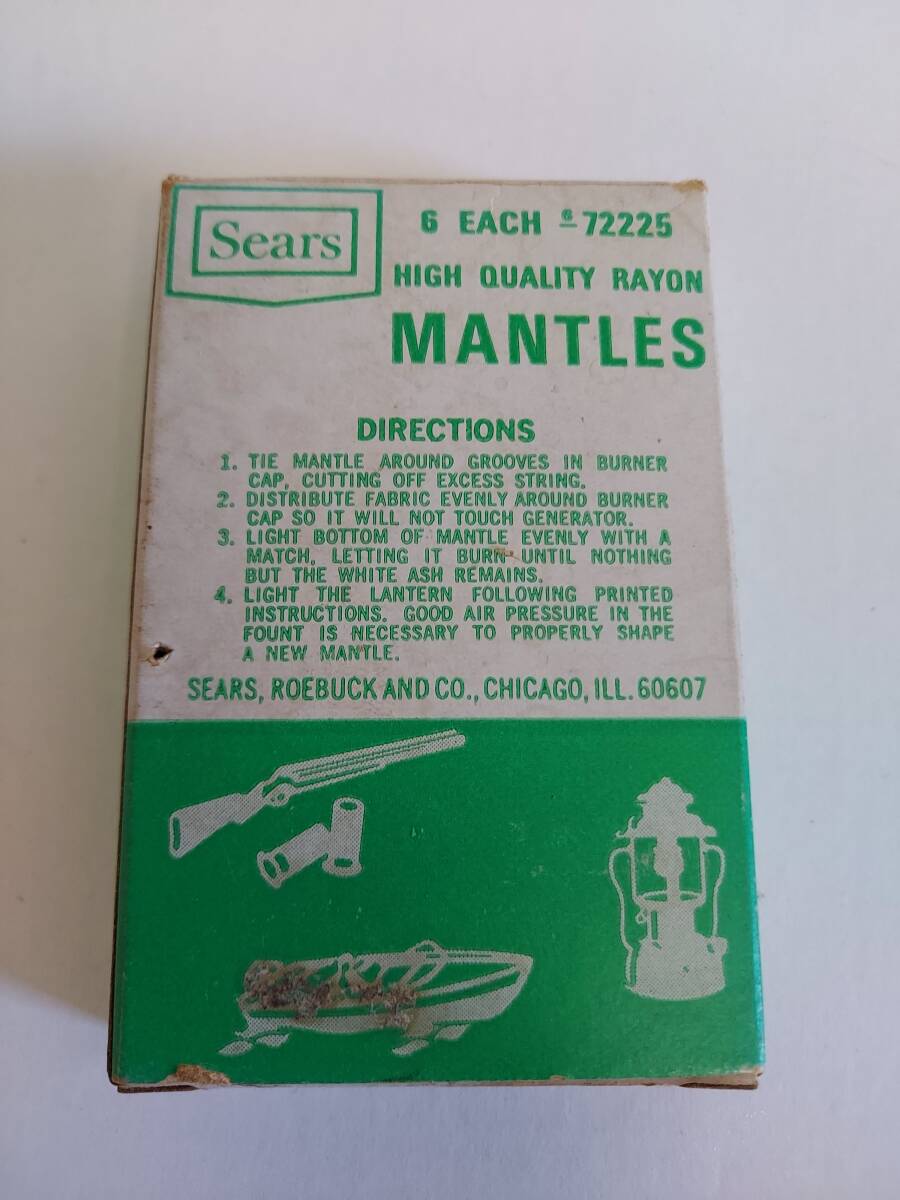 Sears
6 EACH 6-72225
HIGH QUALITY RAYON
MANTLES
DIRECTIONS
1. TIE MANTLE AROUND GROOVES IN BURNER
CAP, CUTTING OFF EXCESS STRING.
2. DISTRIBUTE FABRIC EVENLY AROUND BURNER
CAP SO IT WILL NOT TOUCH GENERATOR.
3. LIGHT BOTTOM OF MANTLE EVENLY WITH A
MATCH, LETTING IT BURN UNTIL NOTHING
BUT THE WHITE ASH REMAINS.
4. LIGHT THE LANTERN FOLLOWING PRINTED
INSTRUCTIONS. GOOD AIR PRESSURE IN THE
FOUNT IS NECESSARY TO PROPERLY SHAPE
A NEW MANTLE.
SEARS, ROEBUCK AND CO., CHICAGO, ILL. 60607